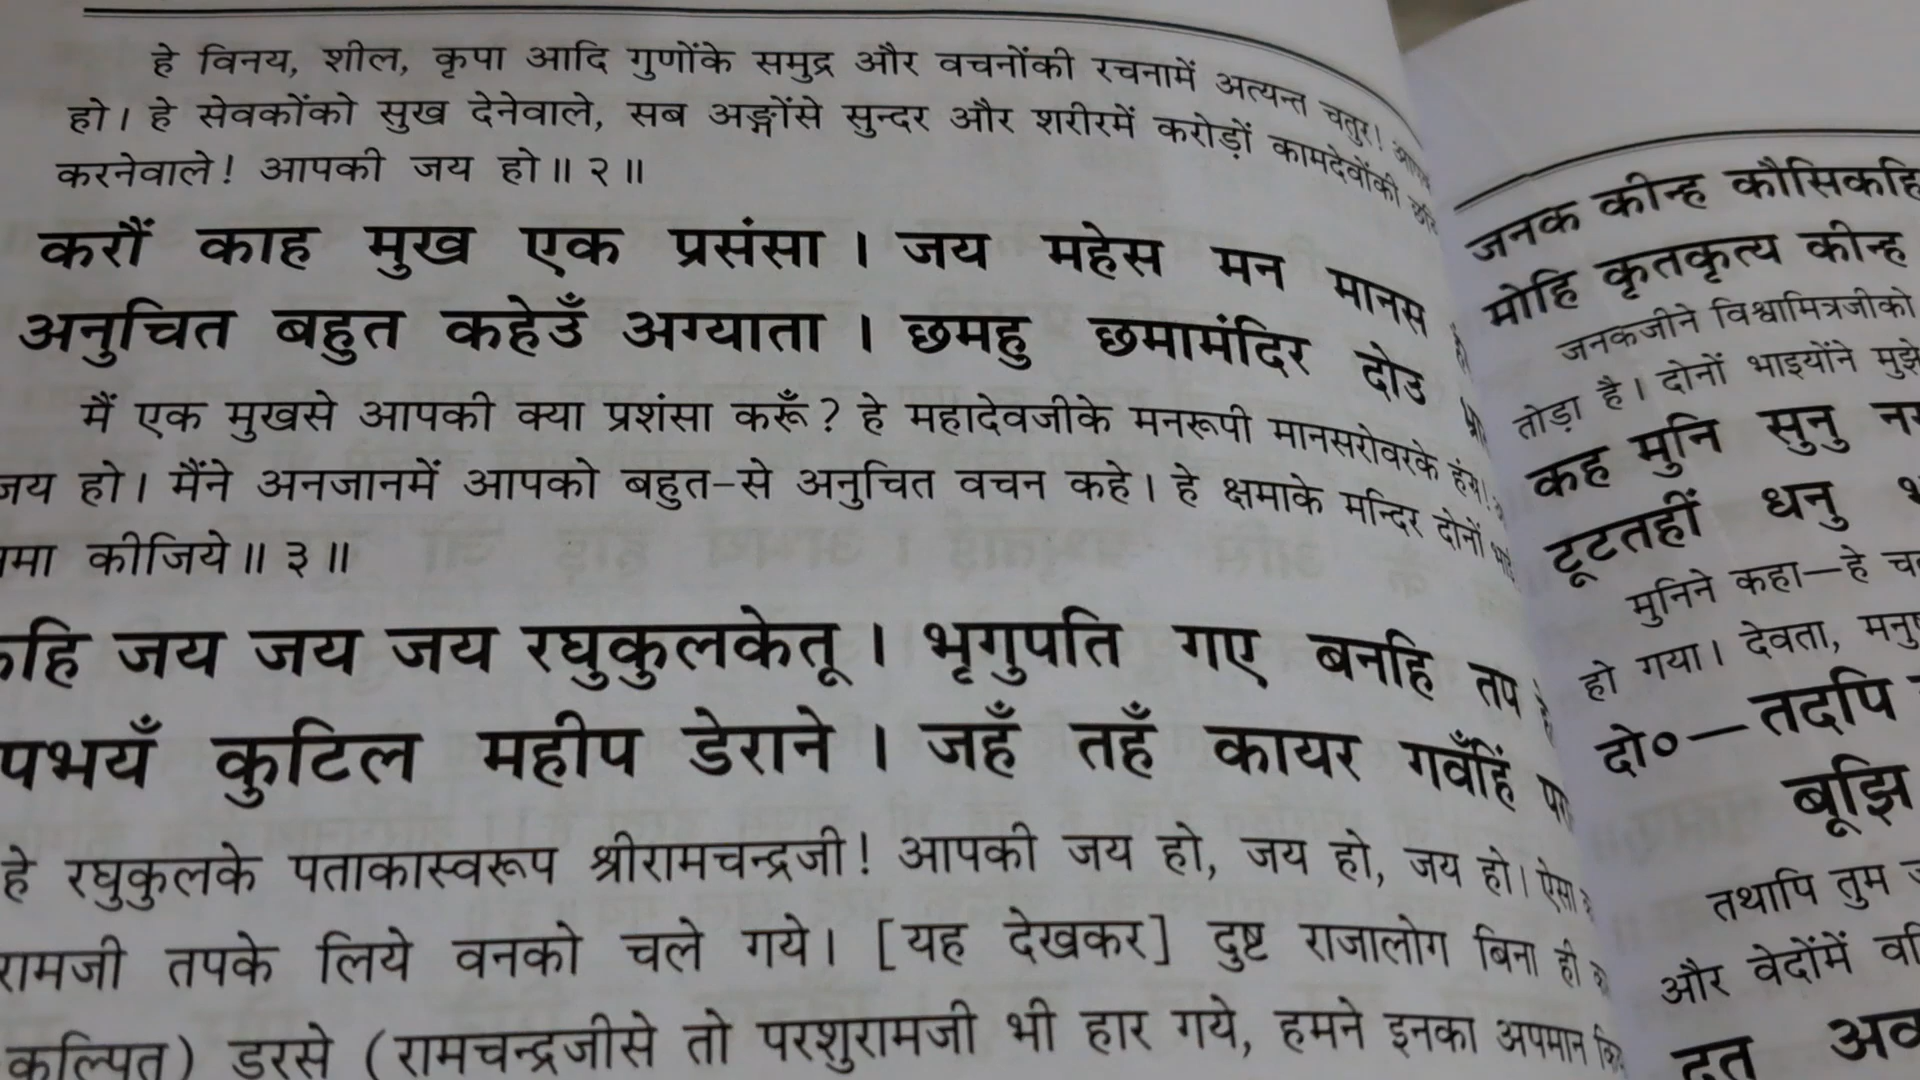 हे विनय, शील, कृपा आदि गुणोंके समुद्र और वचनोंकी रचनामें अत्यन्त चतुर!
हो। हे सेवकोंको सुख देनेवाले, सब अङ्गोंसे सुन्दर और शरीरमें करोड़ों कामदेवोंकी
करनेवाले! आपकी जय हो॥ २ ॥
करौं काह मुख एक प्रसंसा। जय महेस मन मानस
अनुचित बहुत कहेउँ अग्याता। छमहु छमामंदिर दोउ
मैं एक मुखसे आपकी क्या प्रशंसा करूँ? हे महादेवजीके मनरूपी मानसरोवरके हंस!
जय हो। मैंने अनजानमें आपको बहुत-से अनुचित वचन कहे। हे क्षमाके मन्दिर दोनों
कीजिये॥ ३ ॥
जय जय जय रघुकुलकेतू। भृगुपति गए बनहि तप
कुटिल महीप डेराने। जहँ तहँ कायर गवँहिं
हे रघुकुलके पताकास्वरूप श्रीरामचन्द्रजी! आपकी जय हो, जय हो, जय हो। ऐसा
तपके लिये वनको चले गये। [यह देखकर] दुष्ट राजालोग बिना ही
कल्पित) डरसे (रामचन्द्रजीसे तो परशुरामजी भी हार गये, हमने इनका अपमान
जनक कीन्ह कौसिकहि
मोहि कृतकृत्य कीन्ह
जनकजीने विश्वामित्रजीको
तोड़ा है। दोनों भाइयोंने मुझे
कह मुनि सुनु
टूटतहीं धनु
मुनिने कहा—हे
हो गया। देवता,
दो०—तदपि
बूझि
तथापि तुम
और वेदोंमें
दूत